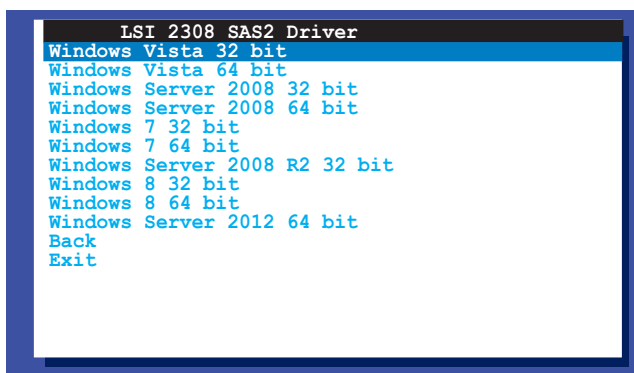 LSI 2308 SAS2 Driver
Windows Vista 32 bit
Windows Vista 64 bit
Windows Server 2008 32 bit
Windows Server 2008 64 bit
Windows 7 32 bit
Windows 7 64 bit
Windows Server 2008 R2 32 bit
Windows 8 32 bit
Windows 8 64 bit
Windows Server 2012 64 bit
Back
Exit